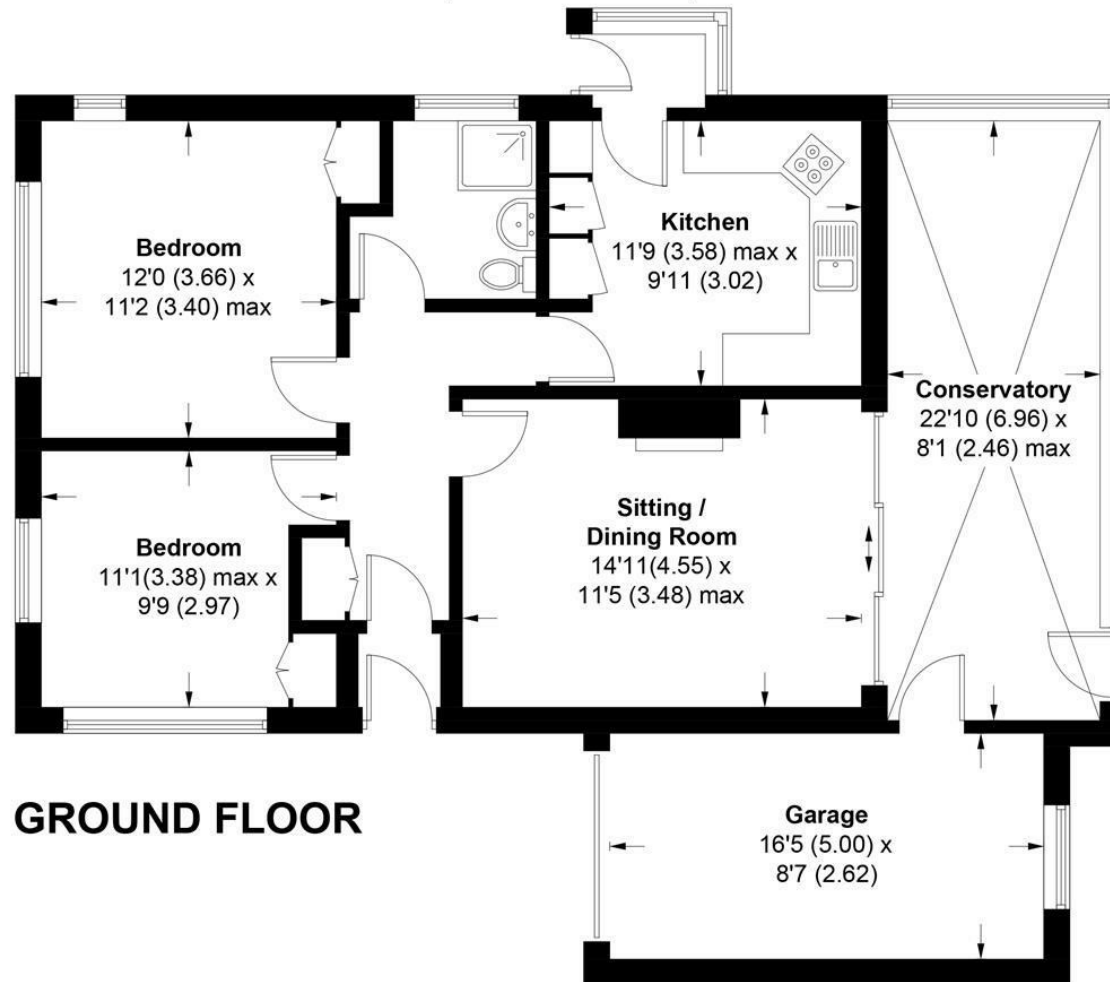 Bedroom
12'0 (3.66) x
11'2 (3.40) max
Kitchen
11'9 (3.58) max x
9'11 (3.02)
Conservatory
22'10 (6.96) x
8'1 (2.46) max
Bedroom
11'1(3.38) max x
9'9 (2.97)
Sitting /
Dining Room
14'11(4.55) x
11'5 (3.48) max
GROUND FLOOR
Garage
16'5 (5.00) x
8'7 (2.62)